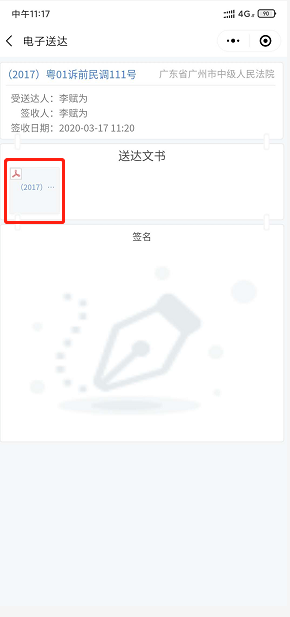 中午11:17
4G 90
电子送达
（2017）粤01诉前民调111号 广东省广州市中级人民法院
受送达人：李赋为
签收人：李赋为
签收日期：2020-03-17 11:20
送达文书
（2017）…
签名